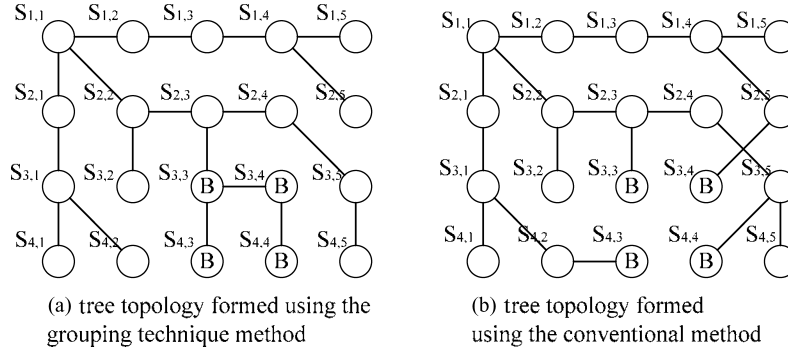 S1,1 S1,2 S1,3 S1,4 S1,5
S2,1 S2,2 S2,3 S2,4 S2,5
S3,1 S3,2 S3,3 B S3,4 B S3,5
S4,1 S4,2 S4,3 B S4,4 B S4,5
(a) tree topology formed using the
grouping technique method
S1,1 S1,2 S1,3 S1,4 S1,5
S2,1 S2,2 S2,3 S2,4 S2,5
S3,1 S3,2 S3,3 B S3,4 B S3,5
S4,1 S4,2 S4,3 B S4,4 B S4,5
(b) tree topology formed
using the conventional method